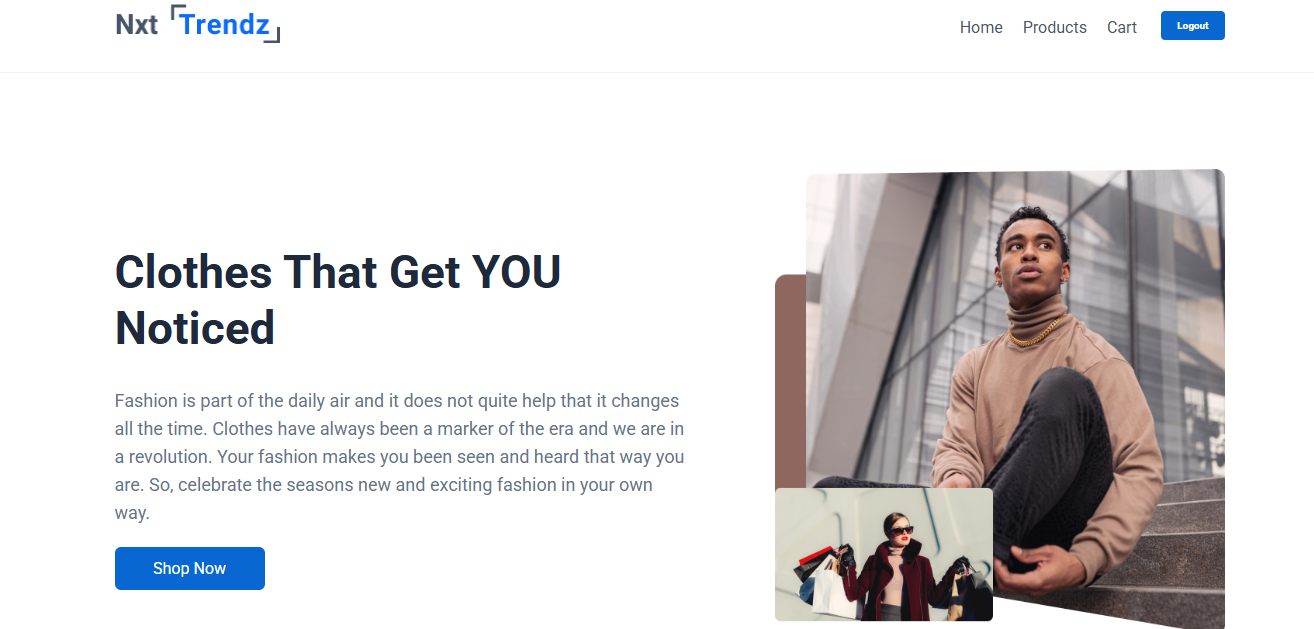 Nxt Trendz
Home Products Cart Logout
Clothes That Get YOU
Noticed
Fashion is part of the daily air and it does not quite help that it changes
all the time. Clothes have always been a marker of the era and we are in
a revolution. Your fashion makes you been seen and heard that way you
are. So, celebrate the seasons new and exciting fashion in your own
way.
Shop Now